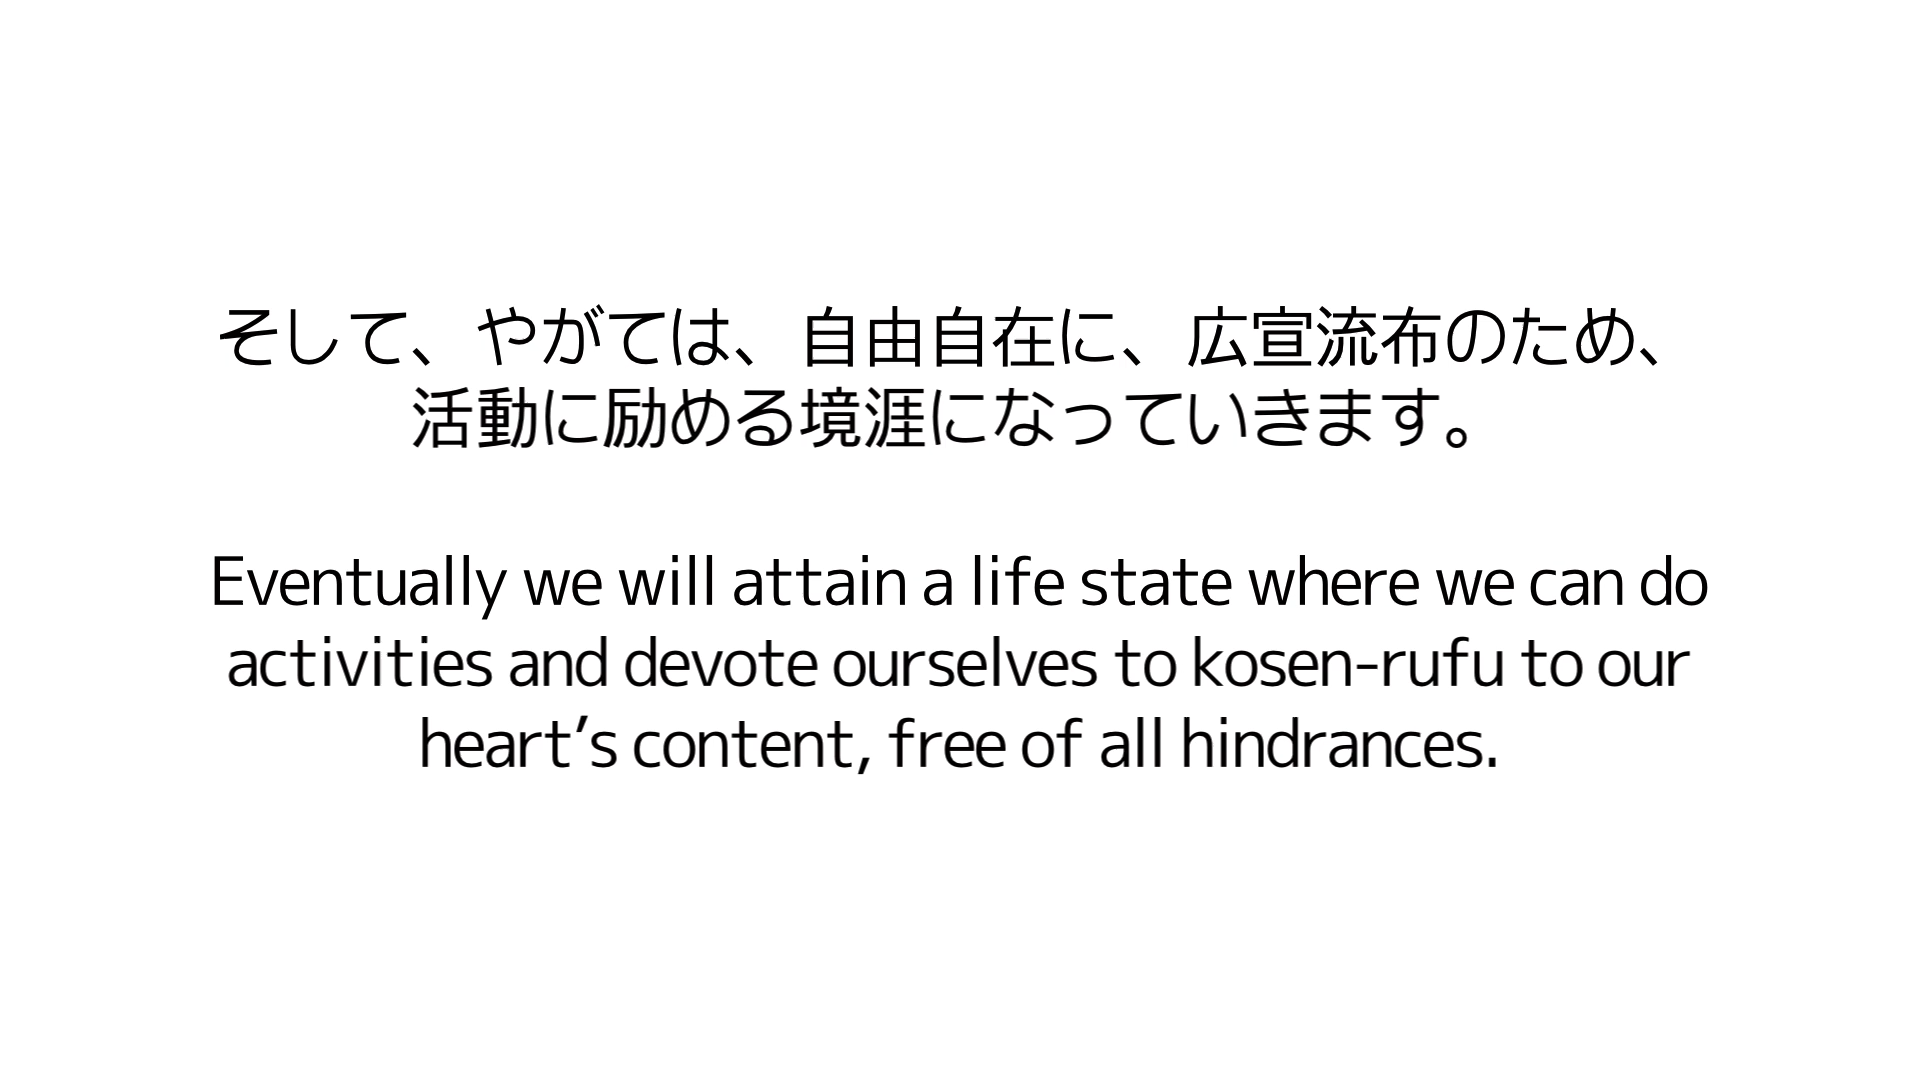 そして、やがては、自由自在に、広宣流布のため、
活動に励める境涯になっていきます。
Eventually we will attain a life state where we can do
activities and devote ourselves to kosen-rufu to our
heart’s content, free of all hindrances.